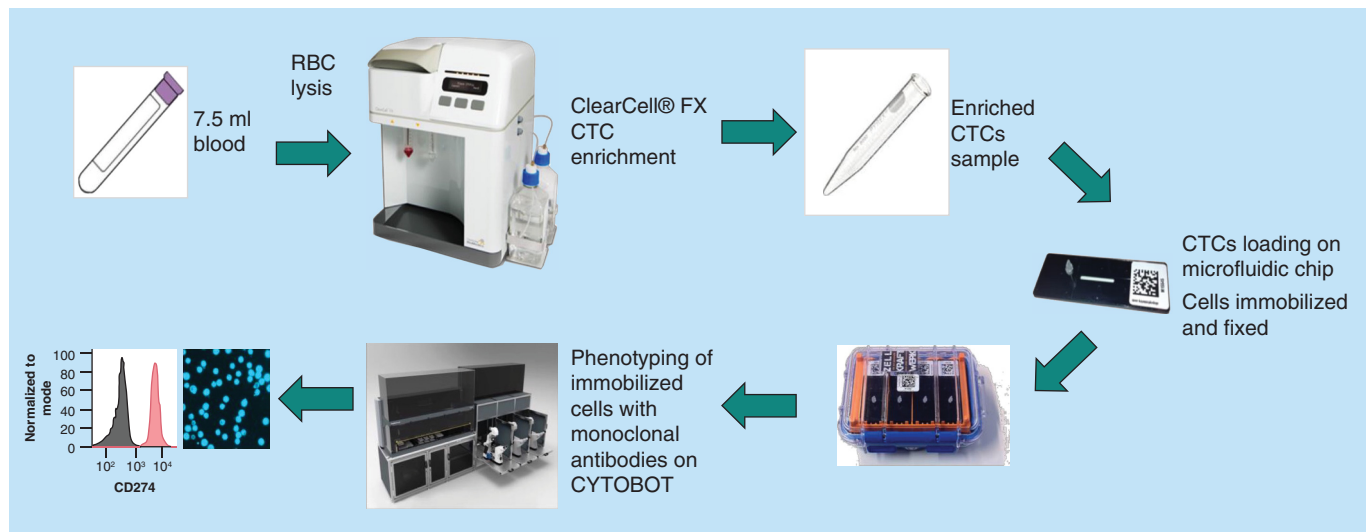 7.5 ml
blood
RBC
lysis
ClearCell® FX
CTC
enrichment
Enriched
CTCs
sample
CTCs loading on
microfluidic chip
Cells immobilized
and fixed
Phenotyping of
immobilized
cells with
monoclonal
antibodies on
CYTOBOT
Normalized to
mode
100
80
60
40
20
0
10²
10³
10⁴
CD274